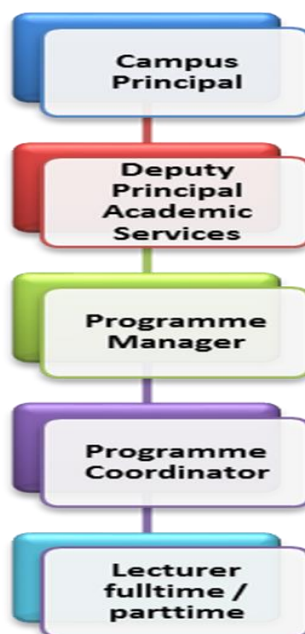 Campus
Principal
Deputy
Principal
Academic
Services
Programme
Manager
Programme
Coordinator
Lecturer
fulltime /
parttime